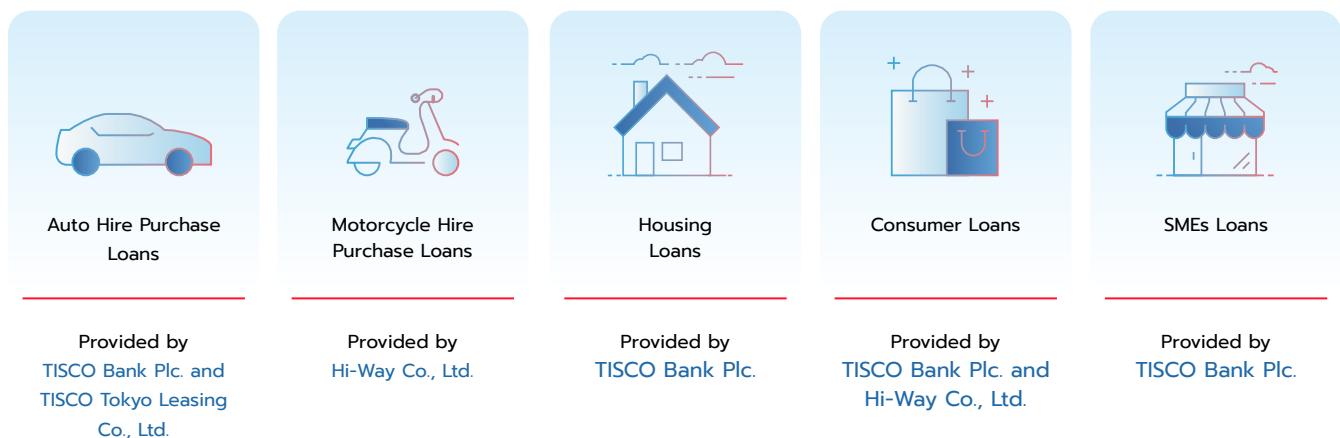 Auto Hire Purchase
Loans
Provided by
TISCO Bank Plc. and
TISCO Tokyo Leasing
Co., Ltd.
Motorcycle Hire
Purchase Loans
Provided by
Hi-Way Co., Ltd.
Housing
Loans
Provided by
TISCO Bank Plc.
Consumer Loans
Provided by
TISCO Bank Plc. and
Hi-Way Co., Ltd.
SMEs Loans
Provided by
TISCO Bank Plc.